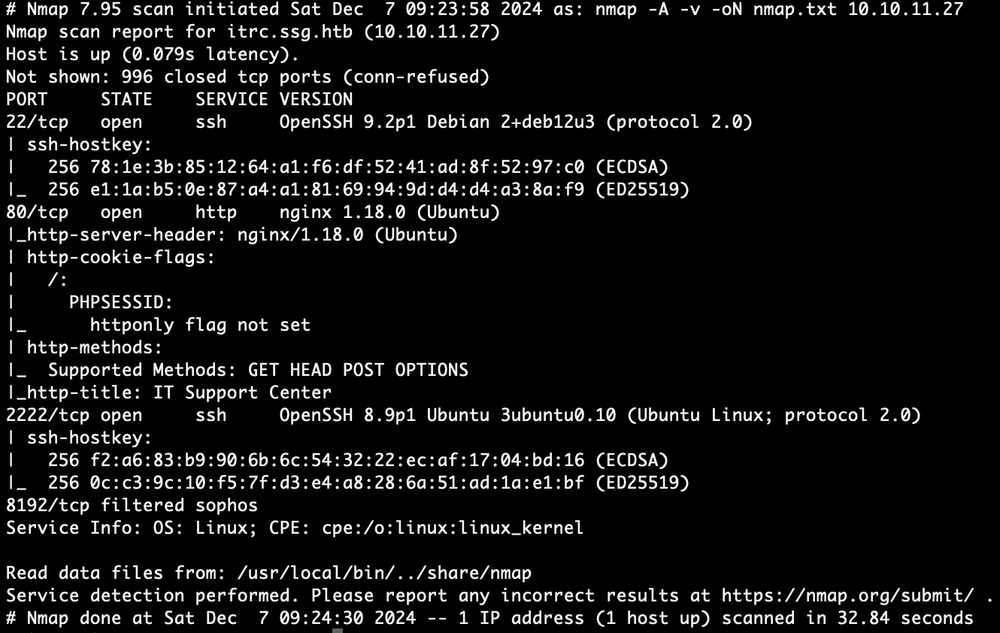 # Nmap 7.95 scan initiated Sat Dec  7 09:23:58 2024 as: nmap -A -v -oN nmap.txt 10.10.11.27
Nmap scan report for itrc.ssg.htb (10.10.11.27)
Host is up (0.079s latency).
Not shown: 996 closed tcp ports (conn-refused)
PORT     STATE    SERVICE VERSION
22/tcp   open     ssh     OpenSSH 9.2p1 Debian 2+deb12u3 (protocol 2.0)
| ssh-hostkey:
|   256 78:1e:3b:85:12:64:a1:f6:df:52:41:ad:8f:52:97:c0 (ECDSA)
|_  256 e1:1a:b5:0e:87:a4:a1:81:69:94:9d:d4:d4:a3:8a:f9 (ED25519)
80/tcp   open     http    nginx 1.18.0 (Ubuntu)
|_http-server-header: nginx/1.18.0 (Ubuntu)
| http-cookie-flags:
|   /:
|     PHPSESSID:
|_      httponly flag not set
| http-methods:
|_  Supported Methods: GET HEAD POST OPTIONS
|_http-title: IT Support Center
2222/tcp open     ssh     OpenSSH 8.9p1 Ubuntu 3ubuntu0.10 (Ubuntu Linux; protocol 2.0)
| ssh-hostkey:
|   256 f2:a6:83:b9:90:6b:6c:54:32:22:ec:af:17:04:bd:16 (ECDSA)
|_  256 0c:c3:9c:10:f5:7f:d3:e4:a8:28:6a:51:ad:1a:e1:bf (ED25519)
8192/tcp filtered sophos
Service Info: OS: Linux; CPE: cpe:/o:linux:linux_kernel

Read data files from: /usr/local/bin/../share/nmap
Service detection performed. Please report any incorrect results at https://nmap.org/submit/ .
# Nmap done at Sat Dec  7 09:24:30 2024 -- 1 IP address (1 host up) scanned in 32.84 seconds